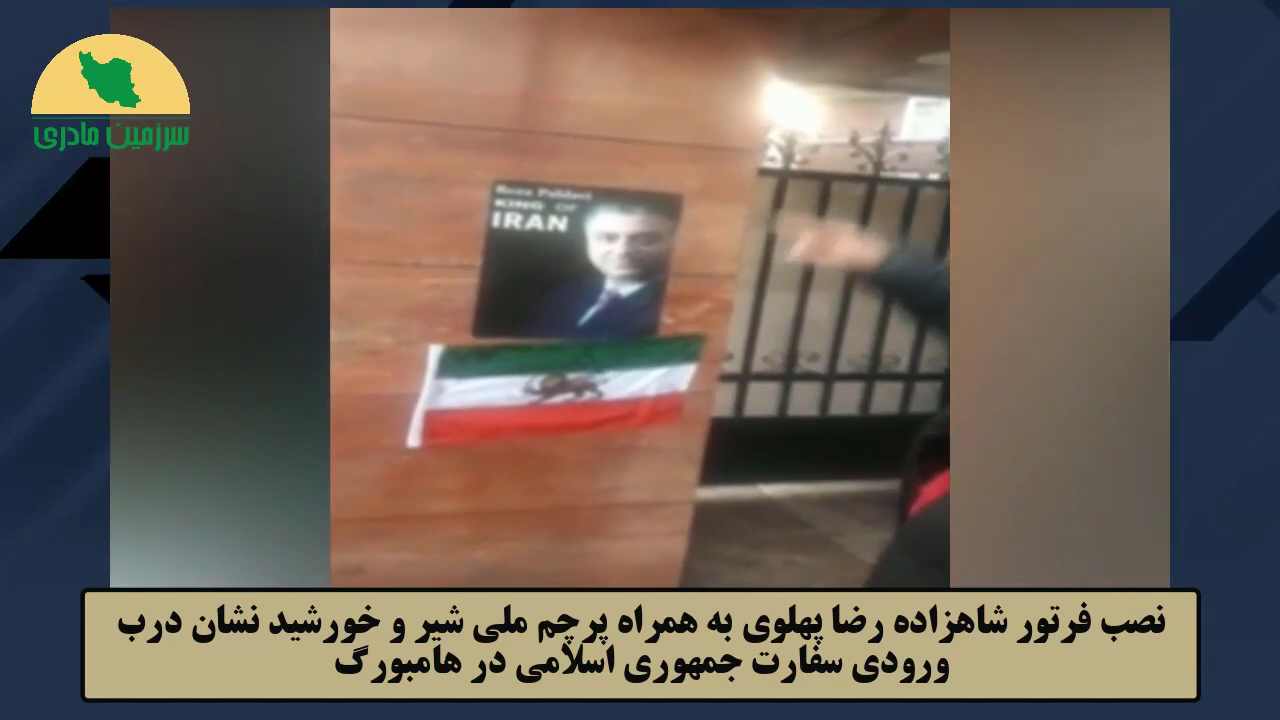 سرزمین مادری
Reza Pahlavi
KING OF
IRAN
نصب فرتور شاهزاده رضا پهلوی به همراه پرچم ملی شیر و خورشید نشان درب
ورودی سفارت جمهوری اسلامی در هامبورگ